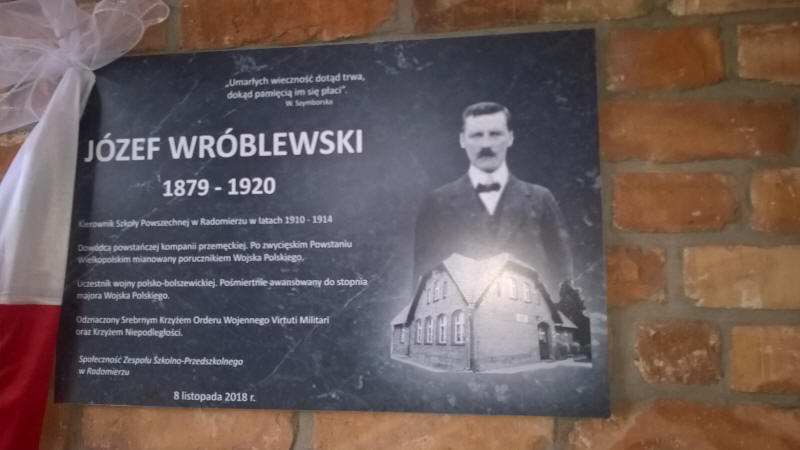 „Umarłych wieczność dotąd trwa,
dokąd pamięcią im się płaci”.
W. Szymborska
JÓZEF WRÓBLEWSKI
1879 - 1920
Kierownik Szkoły Powszechnej w Radomierzu w latach 1910 - 1914
Dowódca powstańczej kompanii przemęckiej. Po zwycięskim Powstaniu
Wielkopolskim mianowany porucznikiem Wojska Polskiego.
Uczestnik wojny polsko-bolszewickiej. Pośmiertnie awansowany do stopnia
majora Wojska Polskiego.
Odznaczony Srebrnym Krzyżem Orderu Wojennego Virtuti Militari
oraz Krzyżem Niepodległości.
Społeczność Zespołu Szkolno-Przedszkolnego
w Radomierzu
8 listopada 2018 r.